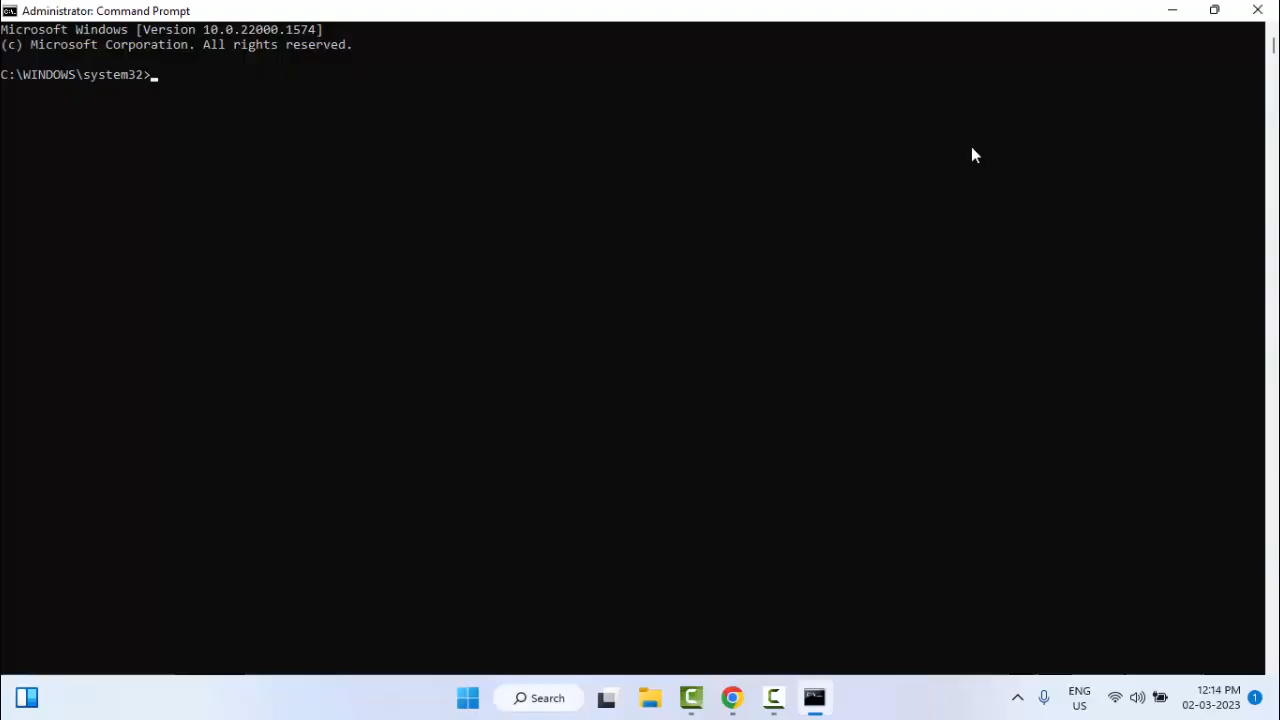 Administrator: Command Prompt
Microsoft Windows [Version 10.0.22000.1574]
(c) Microsoft Corporation. All rights reserved.
C:\WINDOWS\system32>
Search
ENG
US
12:14 PM
02-03-2023
1